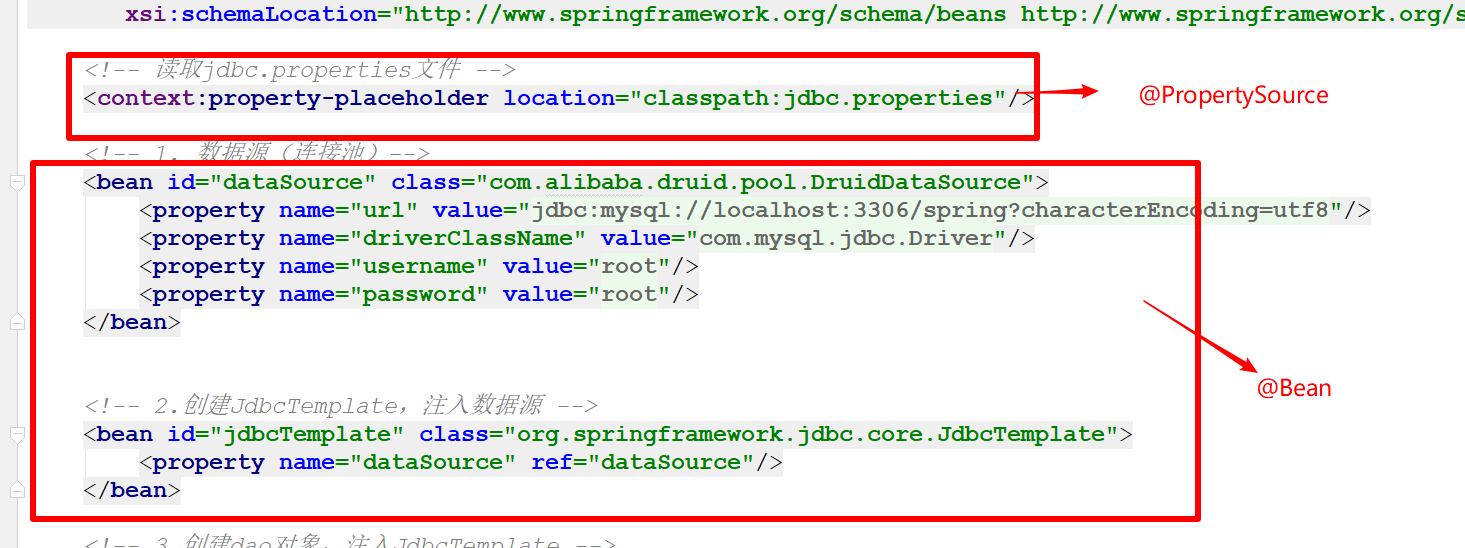 xsi:schemaLocation="http://www.springframework.org/schema/beans http://www.springframework.org/s
<!-- 读取jdbc.properties文件 -->
<context:property-placeholder location="classpath:jdbc.properties"/>
@PropertySource
<!-- 1. 数据源（连接池）-->
<bean id="dataSource" class="com.alibaba.druid.pool.DruidDataSource">
<property name="url" value="jdbc:mysql://localhost:3306/spring?characterEncoding=utf8"/>
<property name="driverClassName" value="com.mysql.jdbc.Driver"/>
<property name="username" value="root"/>
<property name="password" value="root"/>
</bean>
@Bean
<!-- 2.创建JdbcTemplate，注入数据源 -->
<bean id="jdbcTemplate" class="org.springframework.jdbc.core.JdbcTemplate">
<property name="dataSource" ref="dataSource"/>
</bean>
<!-- 3.创建dao对象，注入JdbcTemplate -->